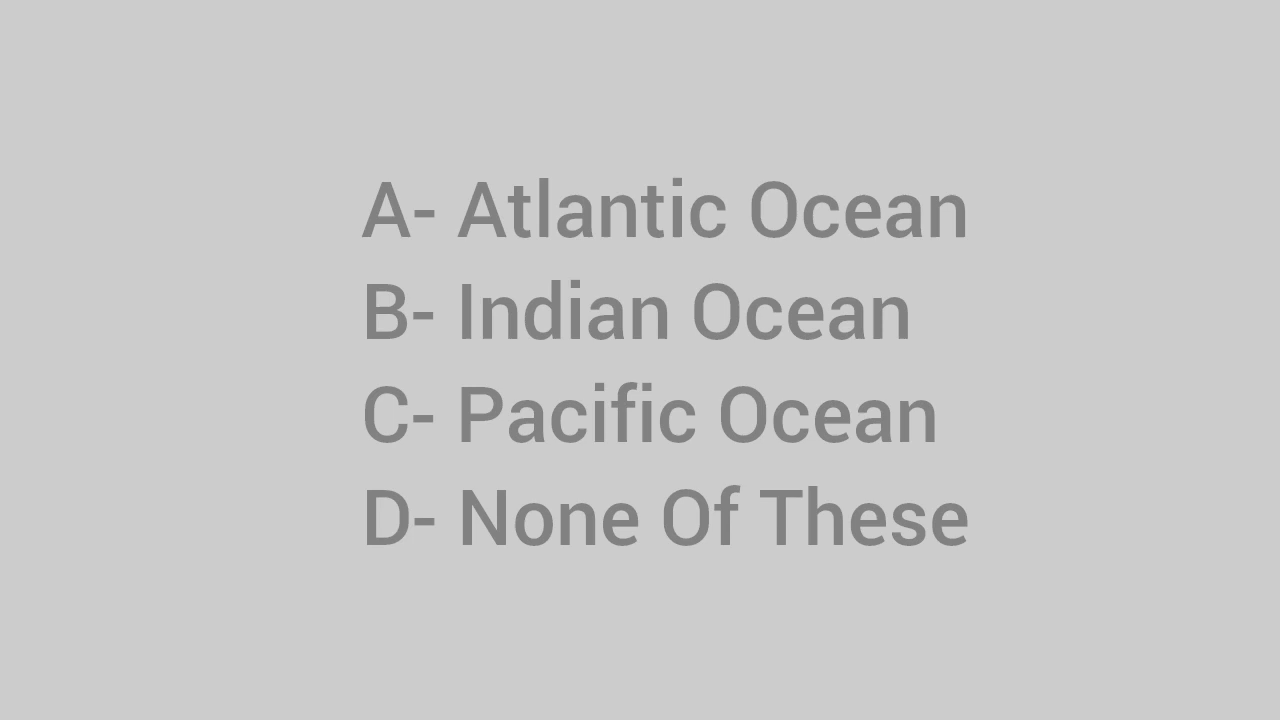 A- Atlantic Ocean
B- Indian Ocean
C- Pacific Ocean
D- None Of These